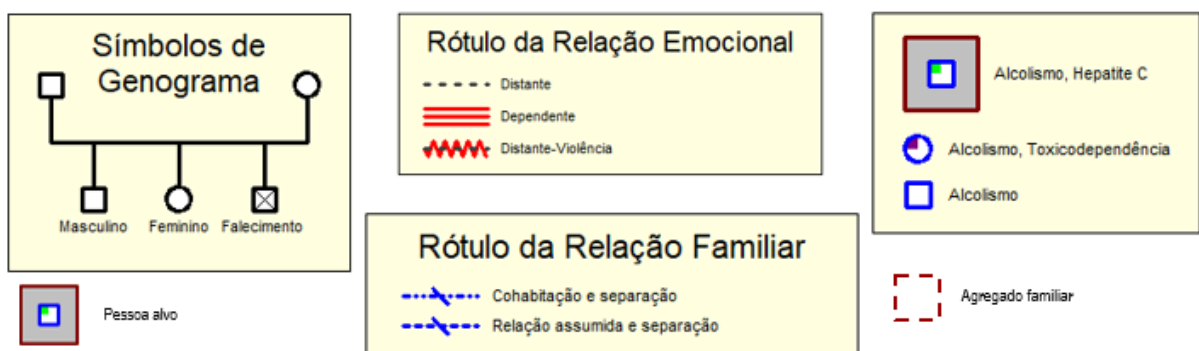 Símbolos de
Genograma
Masculino Feminino Falecimento
Pessoa alvo
Rótulo da Relação Emocional
Distante
Dependente
Distante-Violência
Rótulo da Relação Familiar
Cohabitação e separação
Relação assumida e separação
Alcolismo, Hepatite C
Alcolismo, Toxicodependência
Alcolismo
Agregado familiar